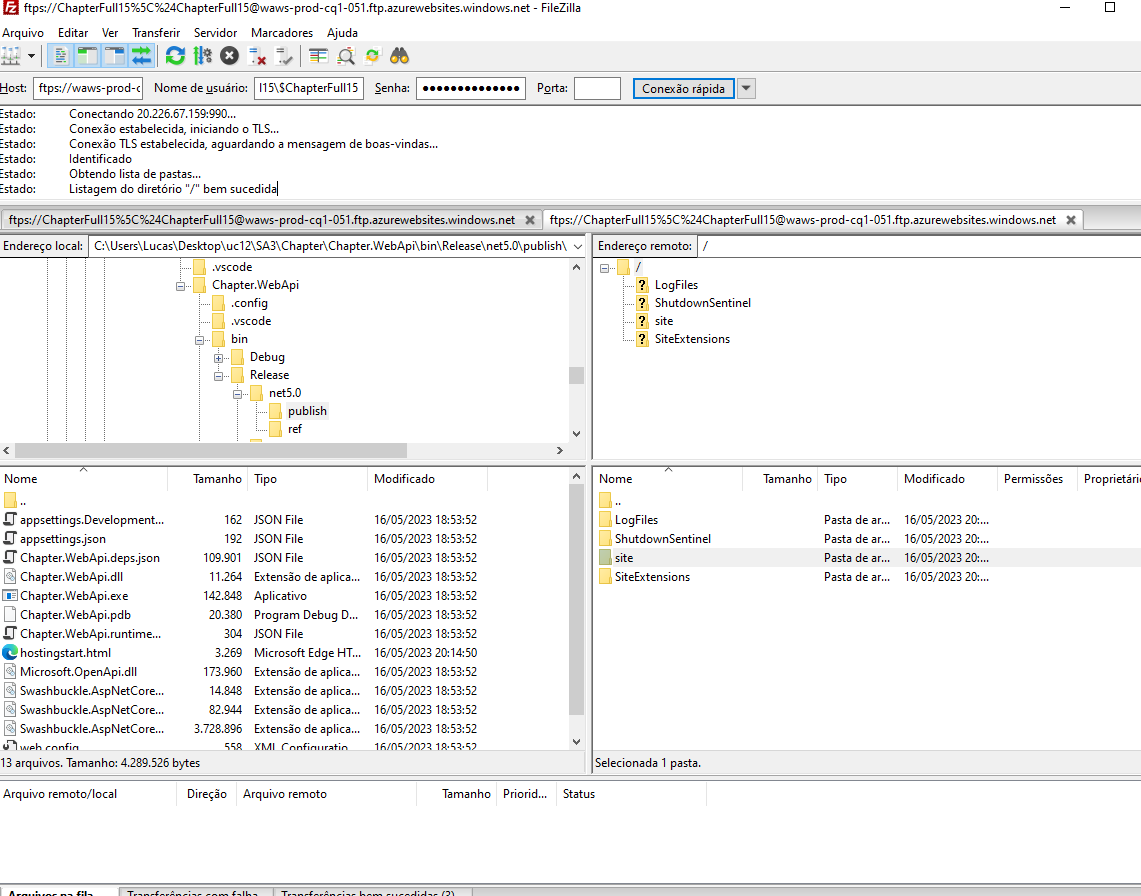 ftps://ChapterFull15%5C%24ChapterFull15@waws-prod-cq1-051.ftp.azurewebsites.windows.net - FileZilla
Arquivo Editar Ver Transferir Servidor Marcadores Ajuda
Host: ftps://waws-prod-c Nome de usuário: l15\$ChapterFull15 Senha: ●●●●●●●●●●●●●● Porta: Conexão rápida
Estado: Conectando 20.226.67.159:990...
Estado: Conexão estabelecida, iniciando o TLS...
Estado: Conexão TLS estabelecida, aguardando a mensagem de boas-vindas...
Estado: Identificado
Estado: Obtendo lista de pastas...
Estado: Listagem do diretório "/" bem sucedida
ftps://ChapterFull15%5C%24ChapterFull15@waws-prod-cq1-051.ftp.azurewebsites.windows.net ftps://ChapterFull15%5C%24ChapterFull15@waws-prod-cq1-051.ftp.azurewebsites.windows.net
Endereço local: C:\Users\Lucas\Desktop\uc12\SA3\Chapter\Chapter.WebApi\bin\Release\net5.0\publish\
.vscode
Chapter.WebApi
.config
.vscode
bin
Debug
Release
net5.0
publish
ref
Endereço remoto: /
/
LogFiles
ShutdownSentinel
site
SiteExtensions
Nome Tamanho Tipo Modificado
..
appsettings.Development... 162 JSON File 16/05/2023 18:53:52
appsettings.json 192 JSON File 16/05/2023 18:53:52
Chapter.WebApi.deps.json 109.901 JSON File 16/05/2023 18:53:52
Chapter.WebApi.dll 11.264 Extensão de aplica... 16/05/2023 18:53:52
Chapter.WebApi.exe 142.848 Aplicativo 16/05/2023 18:53:52
Chapter.WebApi.pdb 20.380 Program Debug D... 16/05/2023 18:53:52
Chapter.WebApi.runtime... 304 JSON File 16/05/2023 18:53:52
hostingstart.html 3.269 Microsoft Edge HT... 16/05/2023 20:14:50
Microsoft.OpenApi.dll 173.960 Extensão de aplica... 16/05/2023 18:53:52
Swashbuckle.AspNetCore... 14.848 Extensão de aplica... 16/05/2023 18:53:52
Swashbuckle.AspNetCore... 82.944 Extensão de aplica... 16/05/2023 18:53:52
Swashbuckle.AspNetCore... 3.728.896 Extensão de aplica... 16/05/2023 18:53:52
web.config 558 XML Configuratio... 16/05/2023 18:53:52
13 arquivos. Tamanho: 4.289.526 bytes
Nome Tamanho Tipo Modificado Permissões Proprietári
..
LogFiles Pasta de ar... 16/05/2023 20:...
ShutdownSentinel Pasta de ar... 16/05/2023 20:...
site Pasta de ar... 16/05/2023 20:...
SiteExtensions Pasta de ar... 16/05/2023 20:...
Selecionada 1 pasta.
Arquivo remoto/local Direção Arquivo remoto Tamanho Priorid... Status
Arquivos na fila Transferências com falha Transferências bem sucedidas (3)